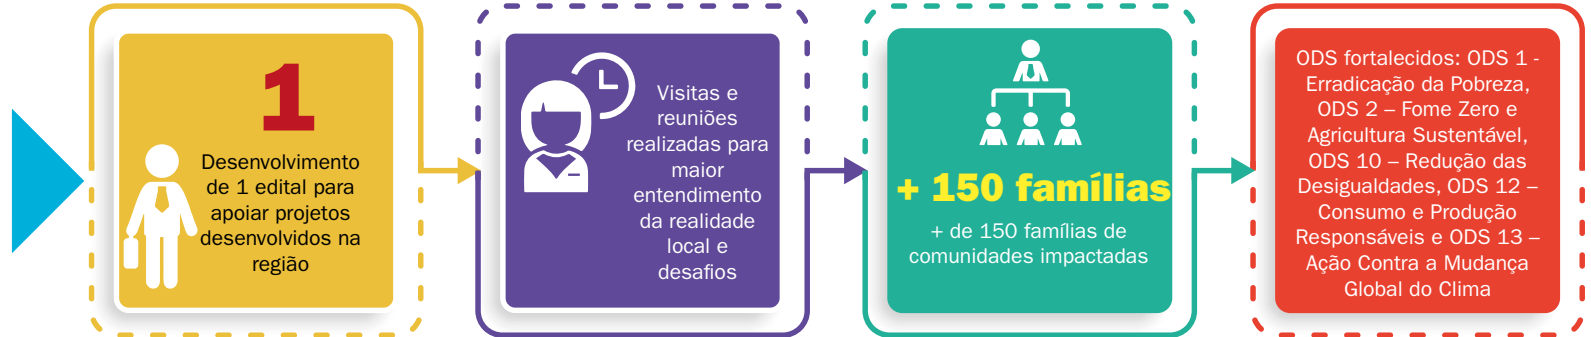 1
Desenvolvimento
de 1 edital para
apoiar projetos
desenvolvidos na
região
Visitas e
reuniões
realizadas para
maior
entendimento
da realidade
local e
desafios
+ 150 famílias
+ de 150 famílias de
comunidades impactadas
ODS fortalecidos: ODS 1 -
Erradicação da Pobreza,
ODS 2 – Fome Zero e
Agricultura Sustentável,
ODS 10 – Redução das
Desigualdades, ODS 12 –
Consumo e Produção
Responsáveis e ODS 13 –
Ação Contra a Mudança
Global do Clima